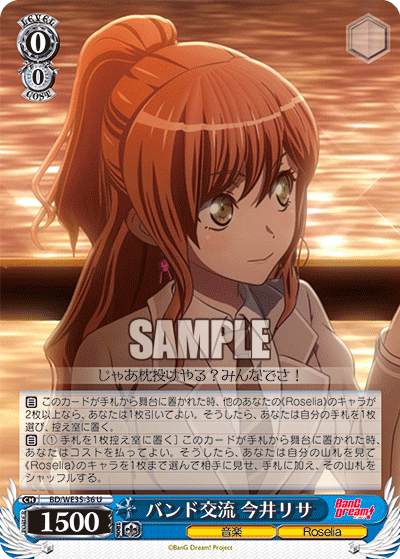 LEVEL
0
0
COST
SAMPLE
じゃあ枕投げやる？みんなでさ！
【自】 このカードが手札から舞台に置かれた時、他のあなたの《Roselia》のキャラが
2枚以上なら、あなたは1枚引いてよい。そうしたら、あなたは自分の手札を1枚
選び、控え室に置く。
【自】［① 手札を1枚控え室に置く］ このカードが手札から舞台に置かれた時、
あなたはコストを払ってよい。そうしたら、あなたは自分の山札を見て
《Roselia》のキャラを1枚まで選んで相手に見せ、手札に加え、その山札を
シャッフルする。
CH BD/WE35-36 U
1500
バンド交流 今井リサ
BanG Dream!
音楽
Roselia
©BanG Dream! Project